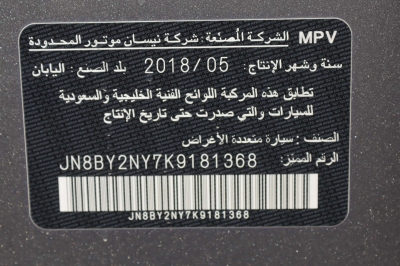 الشركة المصنعة : شركة نيسان موتور المحدودة MPV
سنة وشهر الإنتاج: 2018/05 بلد الصنع : اليابان
تطابق هذه المركبة اللوائح الفنية الخليجية والسعودية
للسيارات والتي صدرت حتى تاريخ الإنتاج
الصنف : سيارة متعددة الأغراض
الرقم المميز: JN8BY2NY7K9181368
JN8BY2NY7K9181368